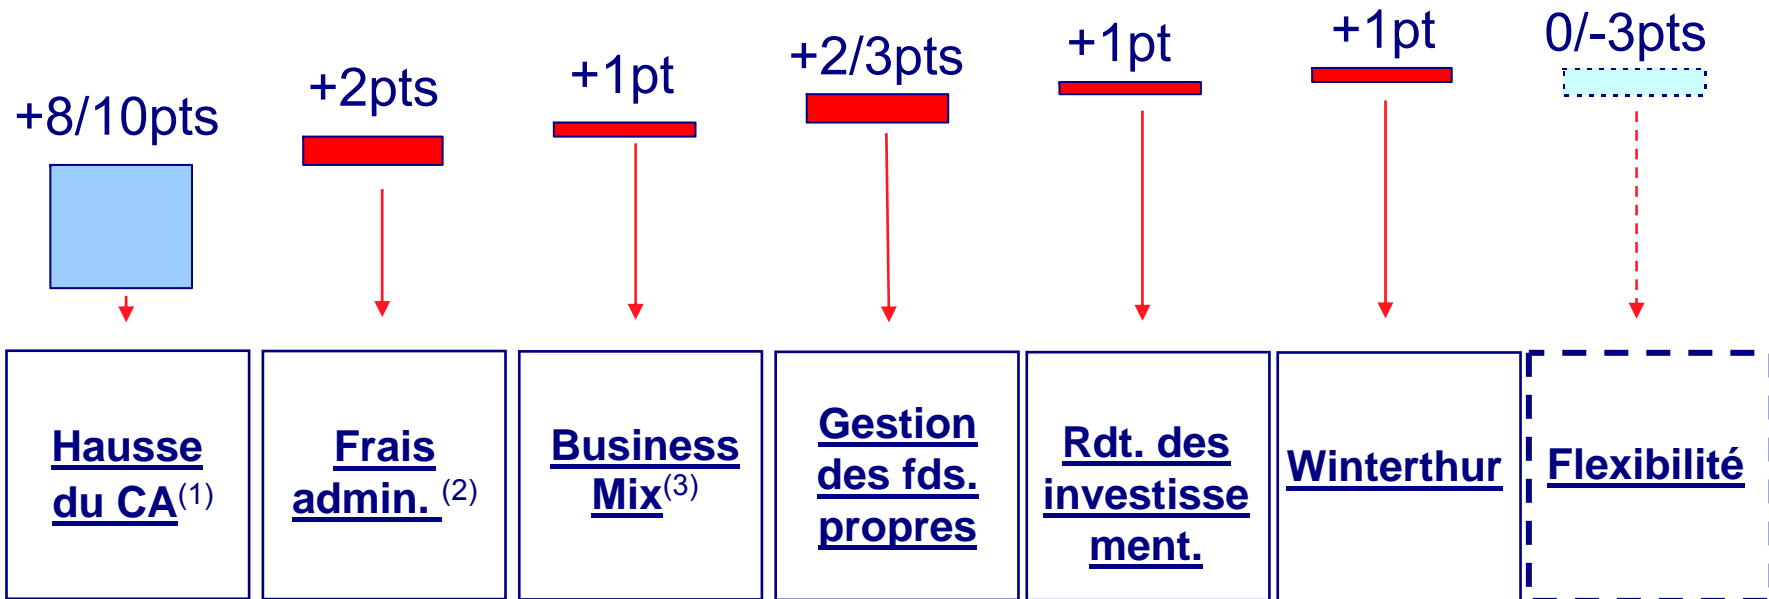 +8/10pts
+2pts
+1pt
+2/3pts
+1pt
+1pt
0/-3pts
Hausse
du CA(1)
Frais
admin. (2)
Business
Mix(3)
Gestion
des fds.
propres
Rdt. des
investisse
ment.
Winterthur
Flexibilité